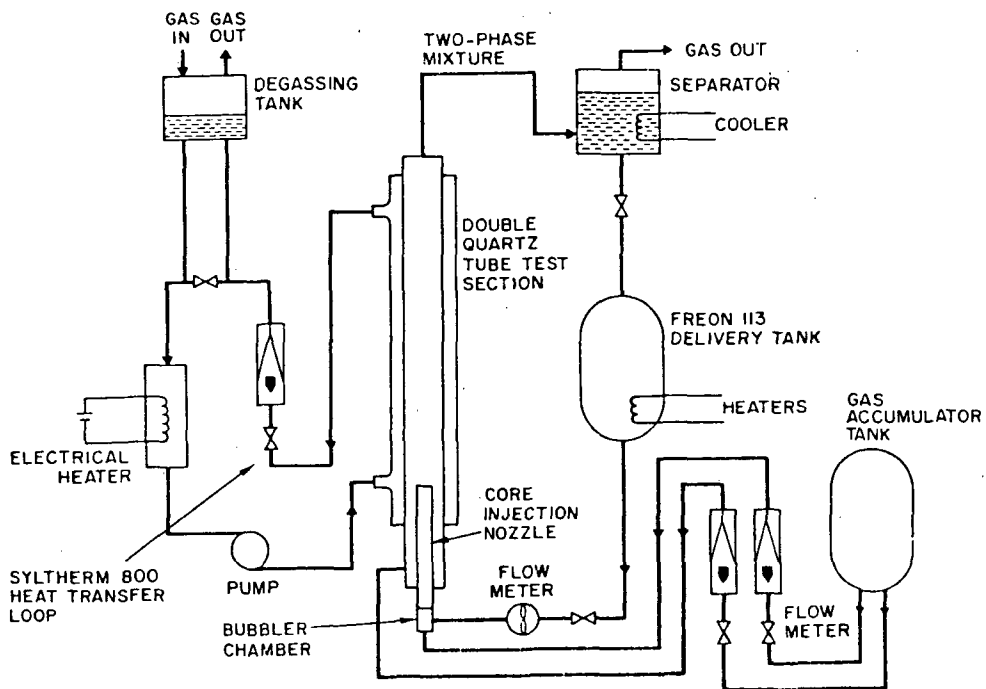 GAS
IN
GAS
OUT
DEGASSING
TANK
TWO-PHASE
MIXTURE
GAS OUT
SEPARATOR
COOLER
DOUBLE
QUARTZ
TUBE TEST
SECTION
FREON 113
DELIVERY TANK
HEATERS
GAS
ACCUMULATOR
TANK
ELECTRICAL
HEATER
CORE
INJECTION
NOZZLE
SYLTHERM 800
HEAT TRANSFER
LOOP
PUMP
FLOW
METER
BUBBLER
CHAMBER
FLOW
METER